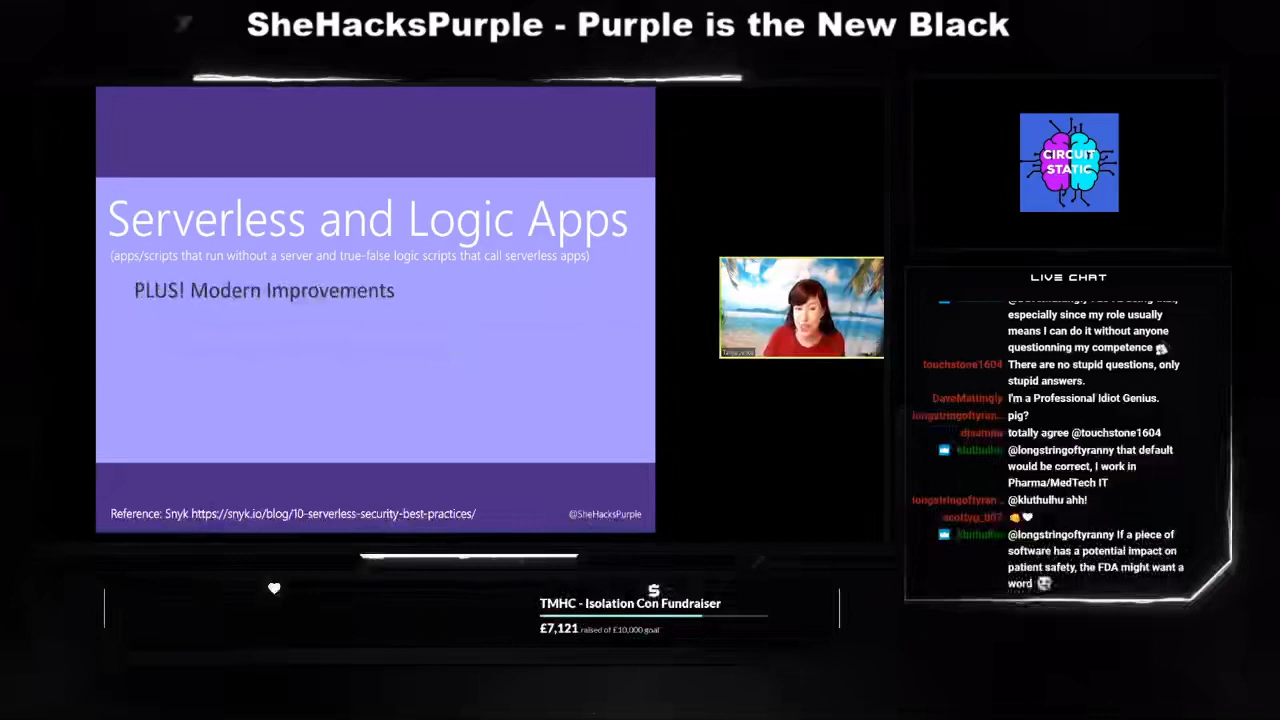 SheHacksPurple - Purple is the New Black
Serverless and Logic Apps
(apps/scripts that run without a server and true-false logic scripts that call serverless apps)
PLUS! Modern Improvements
Reference: Snyk https://snyk.io/blog/10-serverless-security-best-practices/
@SheHacksPurple
CIRCUIT
STATIC
LIVE CHAT
especially since my role usually
means I can do it without anyone
questionning my competence
touchstone1604 There are no stupid questions, only
stupid answers.
DaveMattingly I'm a Professional Idiot Genius.
longstringoftyran... pig?
totally agree @touchstone1604
kluthulhu @longstringoftyranny that default
would be correct, I work in
Pharma/MedTech IT
longstringoftyran... @kluthulhu ahh!
scottyg_007
kluthulhu @longstringoftyranny If a piece of
software has a potential impact on
patient safety, the FDA might want a
word
TMHC - Isolation Con Fundraiser
£7,121 raised of £10,000 goal